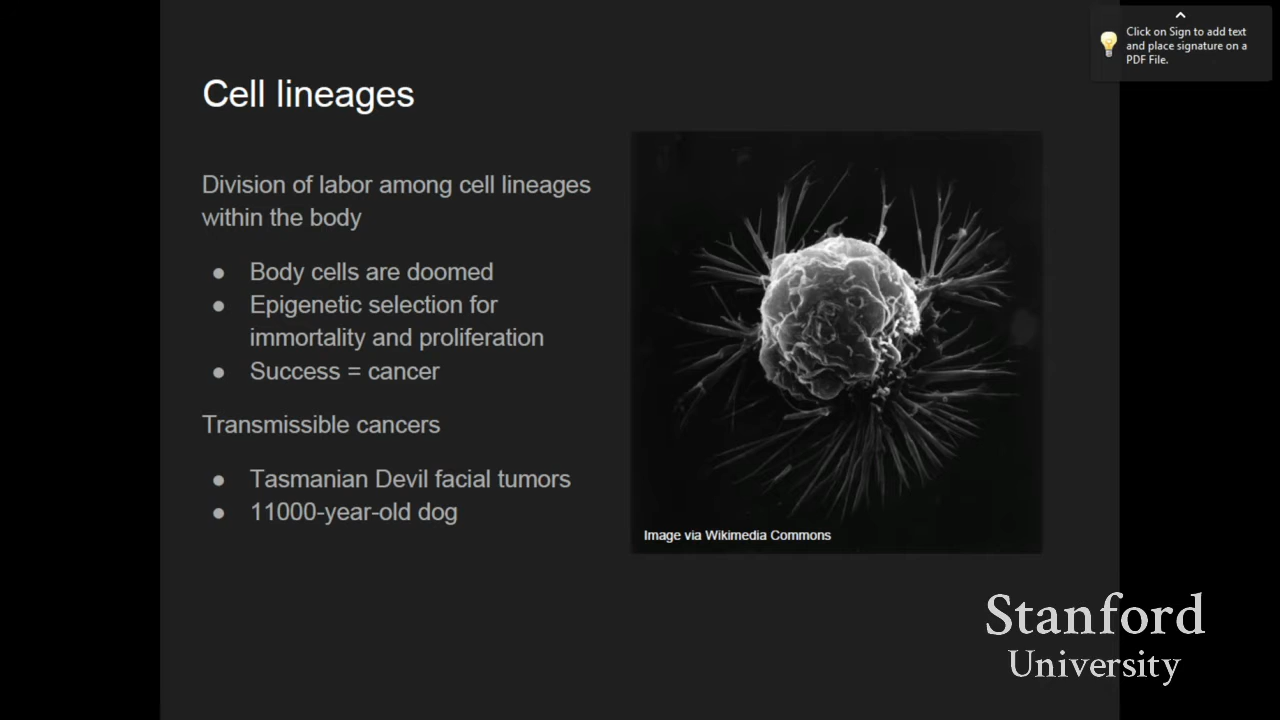 Click on Sign to add text
and place signature on a
PDF File.
Cell lineages
Division of labor among cell lineages
within the body
● Body cells are doomed
● Epigenetic selection for
immortality and proliferation
● Success = cancer
Transmissible cancers
● Tasmanian Devil facial tumors
● 11000-year-old dog
Image via Wikimedia Commons
Stanford
University